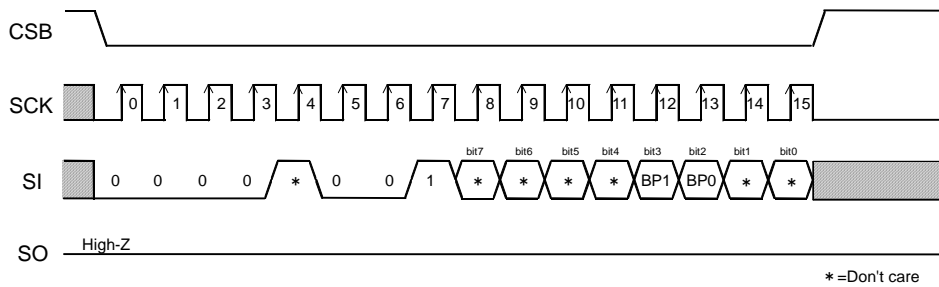 CSB
SCK 0 1 2 3 4 5 6 7 8 9 10 11 12 13 14 15
bit7 bit6 bit5 bit4 bit3 bit2 bit1 bit0
SI 0 0 0 0 * 0 0 1 * * * * BP1 BP0 * *
High-Z
SO
*=Don't care